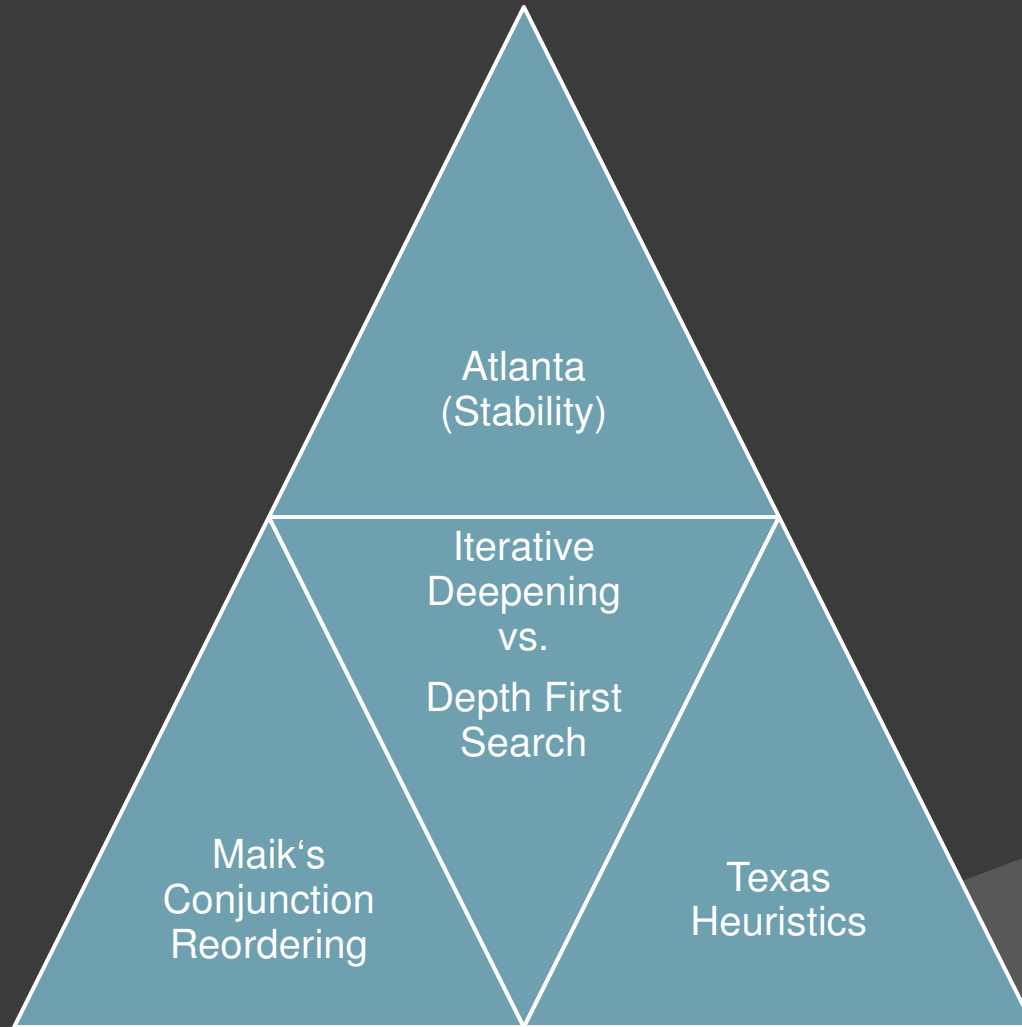 Atlanta
(Stability)
Iterative
Deepening
vs.
Depth First
Search
Maik‘s
Conjunction
Reordering
Texas
Heuristics